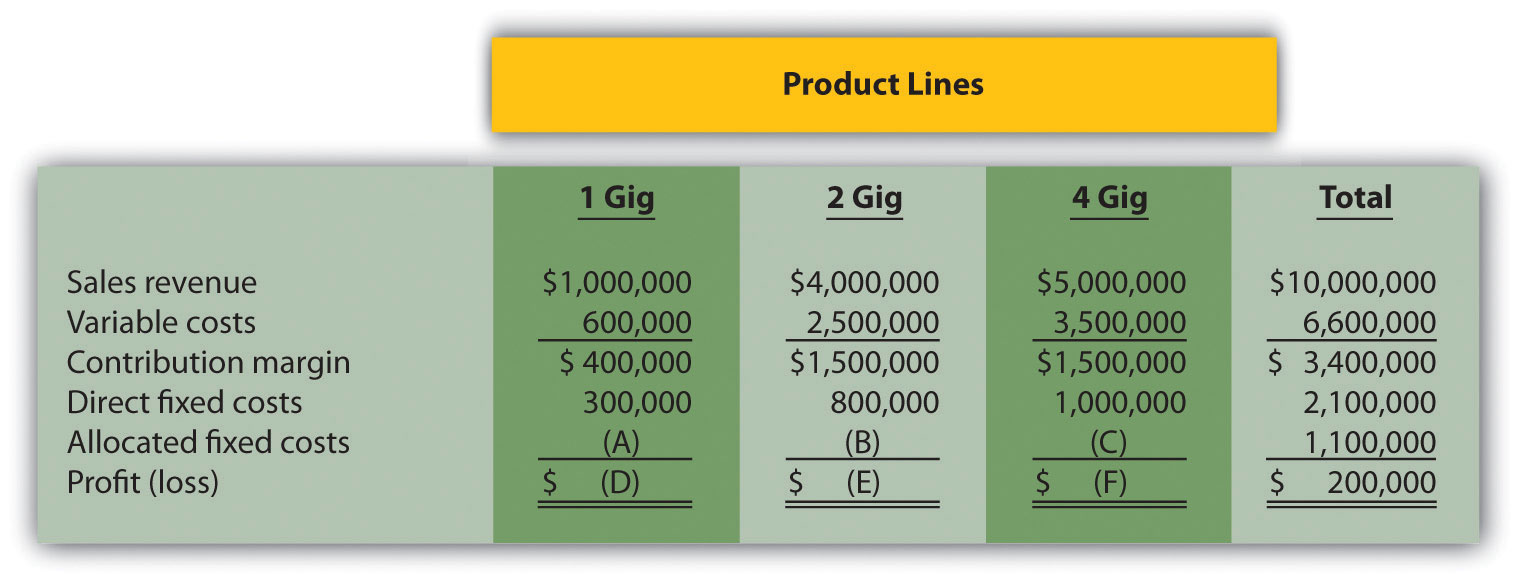 Product Lines
1 Gig 2 Gig 4 Gig Total
Sales revenue $1,000,000 $4,000,000 $5,000,000 $10,000,000
Variable costs 600,000 2,500,000 3,500,000 6,600,000
Contribution margin $ 400,000 $1,500,000 $1,500,000 $ 3,400,000
Direct fixed costs 300,000 800,000 1,000,000 2,100,000
Allocated fixed costs (A) (B) (C) 1,100,000
Profit (loss) $ (D) $ (E) $ (F) $ 200,000